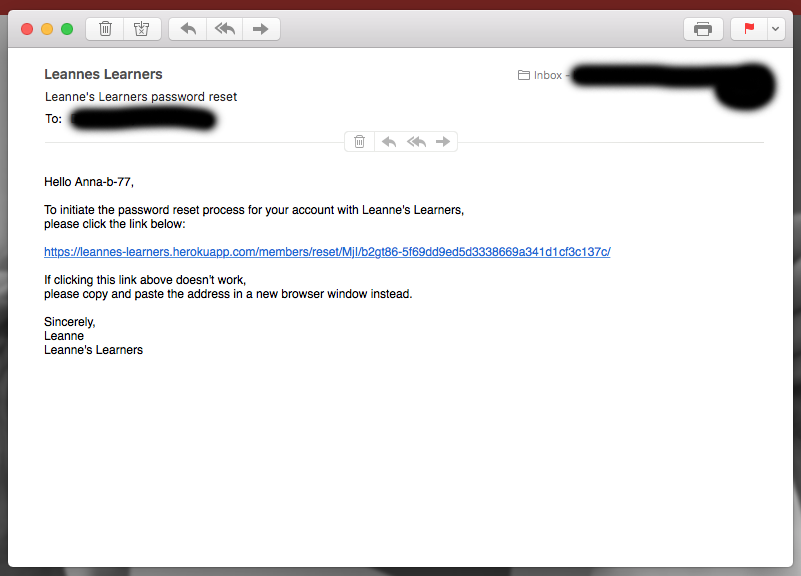 Leannes Learners
Inbox -
Leanne's Learners password reset
To:
Hello Anna-b-77,
To initiate the password reset process for your account with Leanne's Learners,
please click the link below:
https://leannes-learners.herokuapp.com/members/reset/MjI/b2gt86-5f69dd9ed5d3338669a341d1cf3c137c/
If clicking this link above doesn't work,
please copy and paste the address in a new browser window instead.
Sincerely,
Leanne
Leanne's Learners